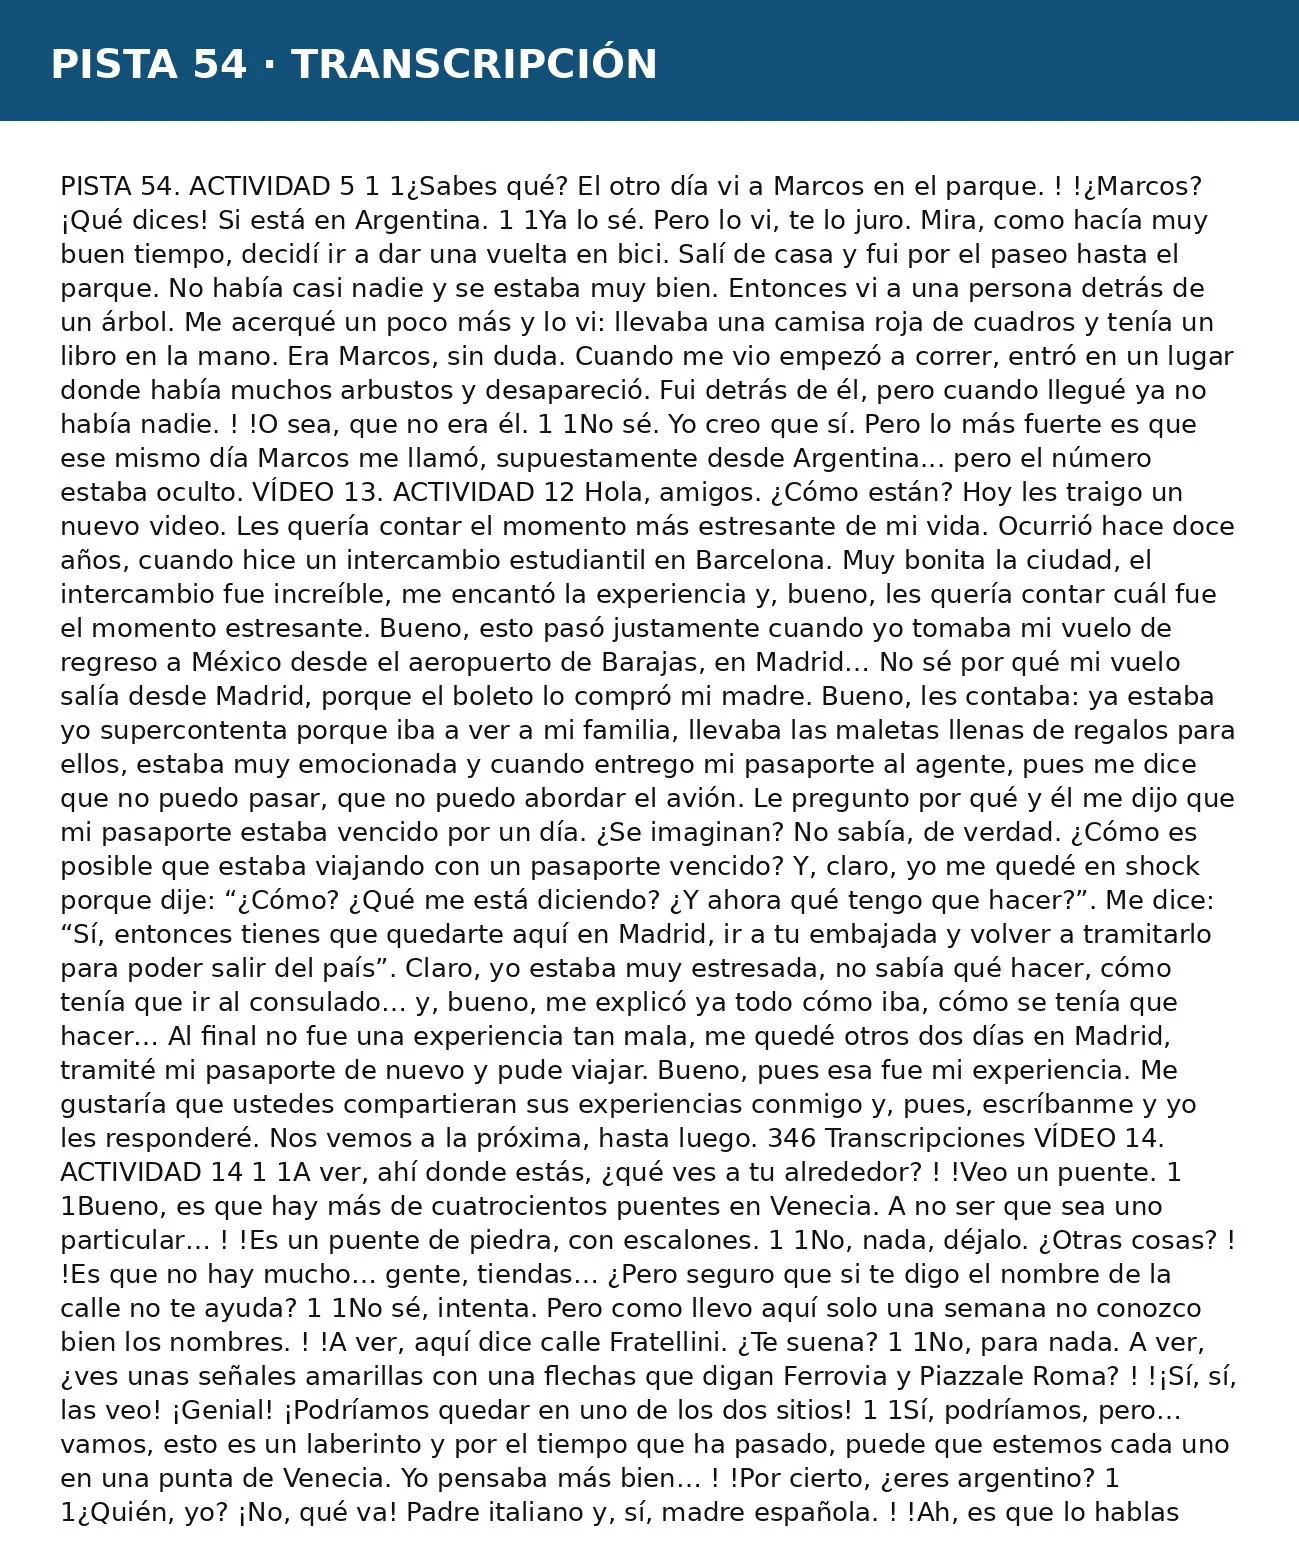 PISTA 54 · TRANSCRIPCIÓN
PISTA 54. ACTIVIDAD 5 1 1¿Sabes qué? El otro día vi a Marcos en el parque. ! !¿Marcos?
¡Qué dices! Si está en Argentina. 1 1Ya lo sé. Pero lo vi, te lo juro. Mira, como hacía muy
buen tiempo, decidí ir a dar una vuelta en bici. Salí de casa y fui por el paseo hasta el
parque. No había casi nadie y se estaba muy bien. Entonces vi a una persona detrás de
un árbol. Me acerqué un poco más y lo vi: llevaba una camisa roja de cuadros y tenía un
libro en la mano. Era Marcos, sin duda. Cuando me vio empezó a correr, entró en un lugar
donde había muchos arbustos y desapareció. Fui detrás de él, pero cuando llegué ya no
había nadie. ! !O sea, que no era él. 1 1No sé. Yo creo que sí. Pero lo más fuerte es que
ese mismo día Marcos me llamó, supuestamente desde Argentina... pero el número
estaba oculto. VÍDEO 13. ACTIVIDAD 12 Hola, amigos. ¿Cómo están? Hoy les traigo un
nuevo video. Les quería contar el momento más estresante de mi vida. Ocurrió hace doce
años, cuando hice un intercambio estudiantil en Barcelona. Muy bonita la ciudad, el
intercambio fue increíble, me encantó la experiencia y, bueno, les quería contar cuál fue
el momento estresante. Bueno, esto pasó justamente cuando yo tomaba mi vuelo de
regreso a México desde el aeropuerto de Barajas, en Madrid... No sé por qué mi vuelo
salía desde Madrid, porque el boleto lo compró mi madre. Bueno, les contaba: ya estaba
yo supercontenta porque iba a ver a mi familia, llevaba las maletas llenas de regalos para
ellos, estaba muy emocionada y cuando entrego mi pasaporte al agente, pues me dice
que no puedo pasar, que no puedo abordar el avión. Le pregunto por qué y él me dijo que
mi pasaporte estaba vencido por un día. ¿Se imaginan? No sabía, de verdad. ¿Cómo es
posible que estaba viajando con un pasaporte vencido? Y, claro, yo me quedé en shock
porque dije: “¿Cómo? ¿Qué me está diciendo? ¿Y ahora qué tengo que hacer?”. Me dice:
“Sí, entonces tienes que quedarte aquí en Madrid, ir a tu embajada y volver a tramitarlo
para poder salir del país”. Claro, yo estaba muy estresada, no sabía qué hacer, cómo
tenía que ir al consulado... y, bueno, me explicó ya todo cómo iba, cómo se tenía que
hacer... Al final no fue una experiencia tan mala, me quedé otros dos días en Madrid,
tramité mi pasaporte de nuevo y pude viajar. Bueno, pues esa fue mi experiencia. Me
gustaría que ustedes compartieran sus experiencias conmigo y, pues, escríbanme y yo
les responderé. Nos vemos a la próxima, hasta luego. 346 Transcripciones VÍDEO 14.
ACTIVIDAD 14 1 1A ver, ahí donde estás, ¿qué ves a tu alrededor? ! !Veo un puente. 1
1Bueno, es que hay más de cuatrocientos puentes en Venecia. A no ser que sea uno
particular... ! !Es un puente de piedra, con escalones. 1 1No, nada, déjalo. ¿Otras cosas? !
!Es que no hay mucho... gente, tiendas... ¿Pero seguro que si te digo el nombre de la
calle no te ayuda? 1 1No sé, intenta. Pero como llevo aquí solo una semana no conozco
bien los nombres. ! !A ver, aquí dice calle Fratellini. ¿Te suena? 1 1No, para nada. A ver,
¿ves unas señales amarillas con una flechas que digan Ferrovia y Piazzale Roma? ! !¡Sí, sí,
las veo! ¡Genial! ¡Podríamos quedar en uno de los dos sitios! 1 1Sí, podríamos, pero...
vamos, esto es un laberinto y por el tiempo que ha pasado, puede que estemos cada uno
en una punta de Venecia. Yo pensaba más bien... ! !Por cierto, ¿eres argentino? 1
1¿Quién, yo? ¡No, qué va! Padre italiano y, sí, madre española. ! !Ah, es que lo hablas